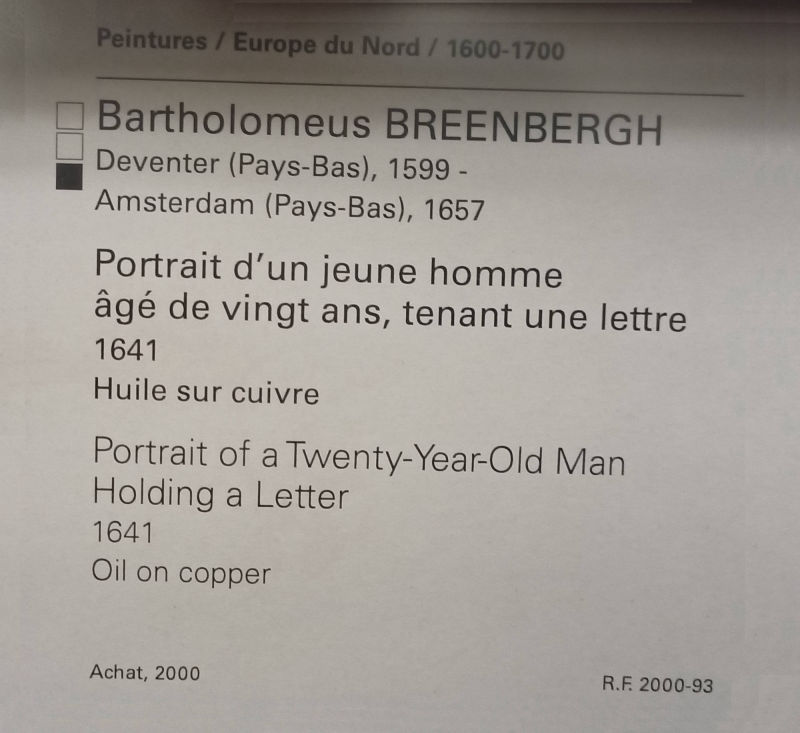 Peintures / Europe du Nord / 1600-1700
Bartholomeus BREENBERGH
Deventer (Pays-Bas), 1599 -
Amsterdam (Pays-Bas), 1657
Portrait d'un jeune homme
âgé de vingt ans, tenant une lettre
1641
Huile sur cuivre
Portrait of a Twenty-Year-Old Man
Holding a Letter
1641
Oil on copper
Achat, 2000
R.F. 2000-93